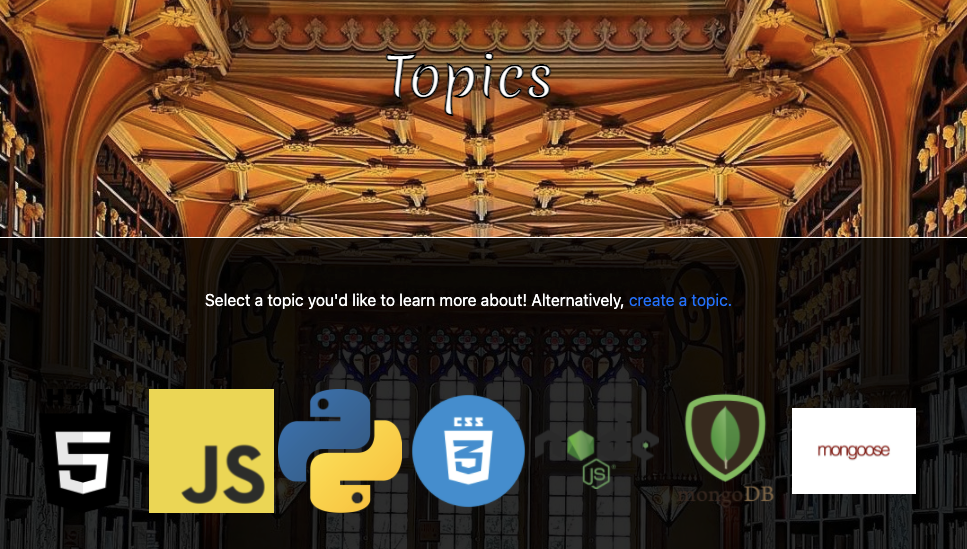 Topics
Select a topic you'd like to learn more about! Alternatively, create a topic.
5
JS
CSS
3
JS
mongoDB
mongoose